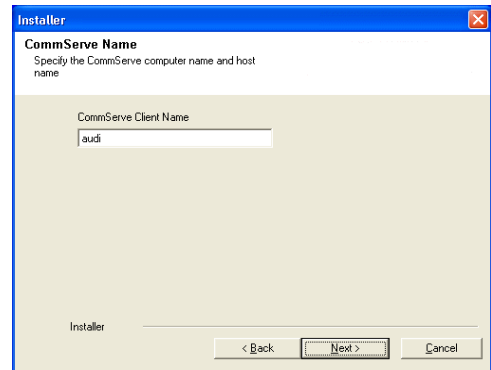 Installer
CommServe Name
Specify the CommServe computer name and host
name
CommServe Client Name
audi
Installer
< Back
Next >
Cancel